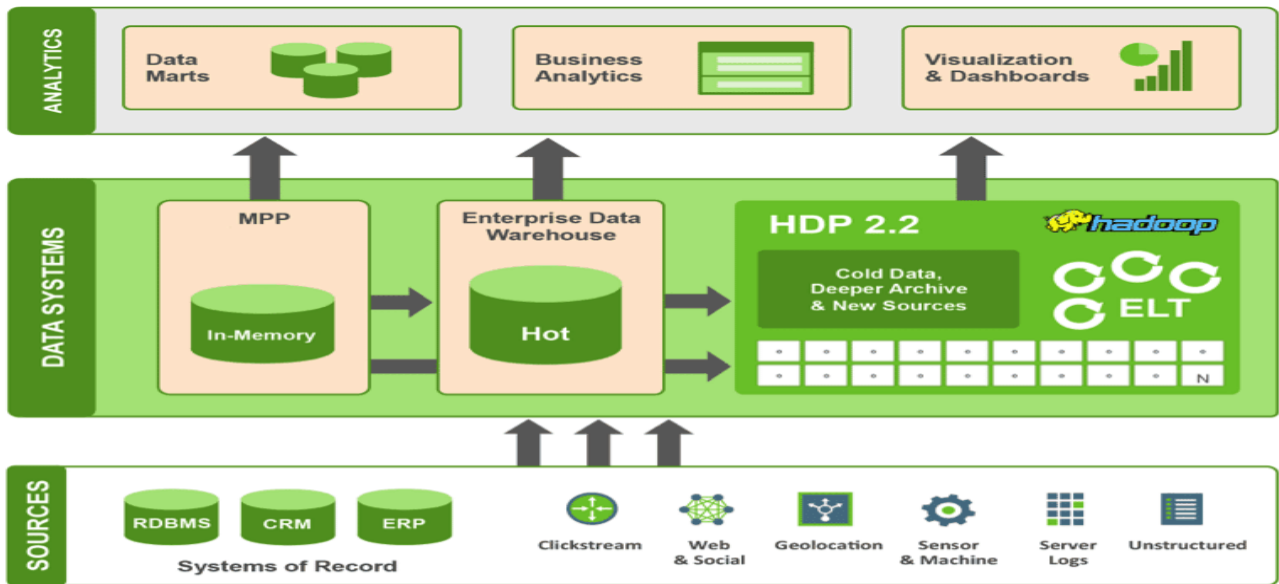 ANALYTICS
Data
Marts
Business
Analytics
Visualization
& Dashboards
DATA SYSTEMS
MPP
In-Memory
Enterprise Data
Warehouse
Hot
HDP 2.2
hadoop
Cold Data,
Deeper Archive
& New Sources
ELT
N
SOURCES
RDBMS
CRM
ERP
Systems of Record
Clickstream
Web
& Social
Geolocation
Sensor
& Machine
Server
Logs
Unstructured